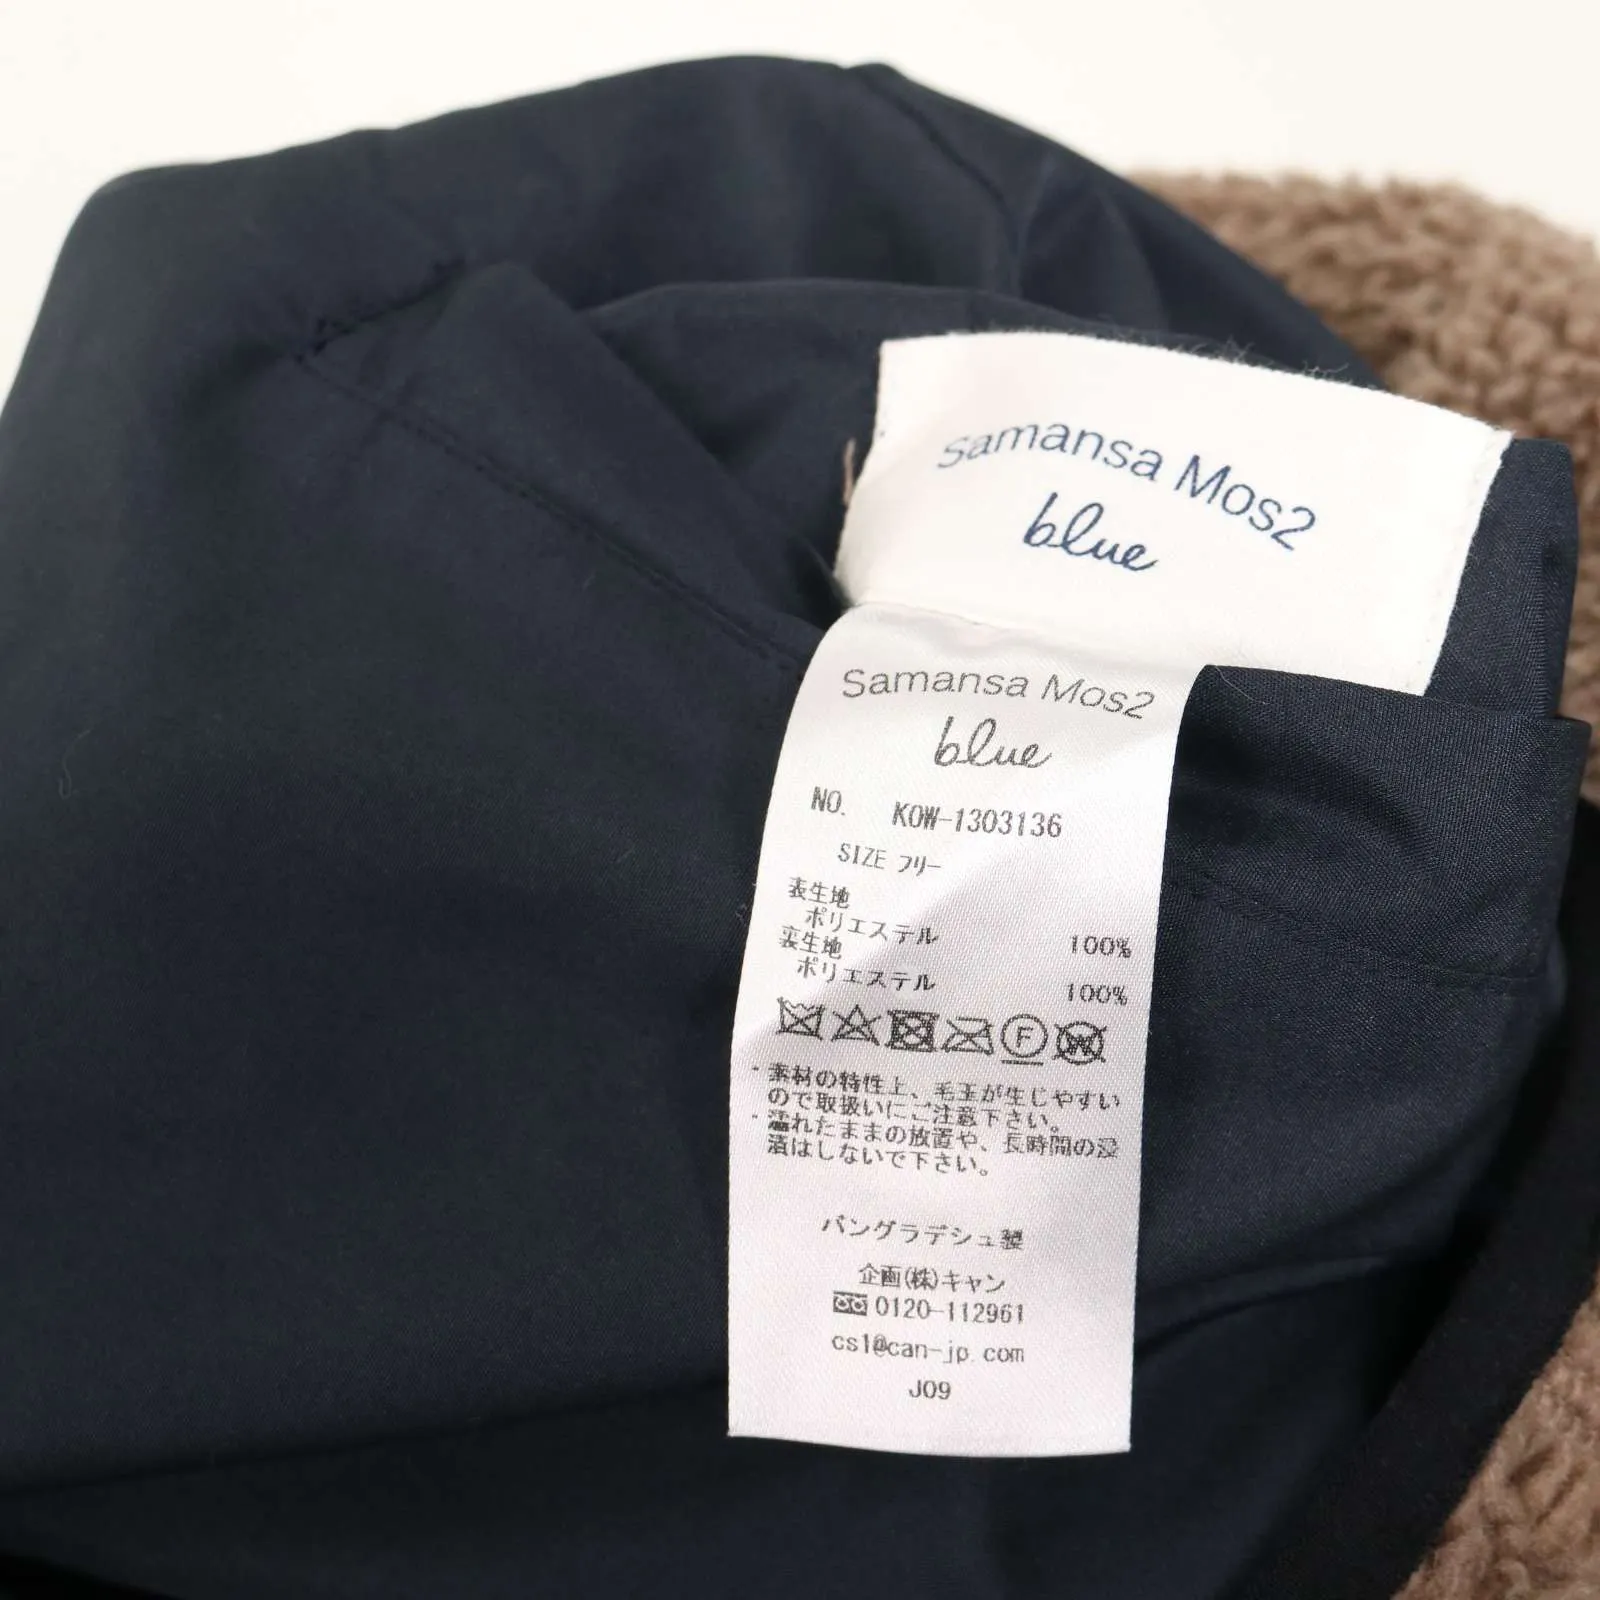 Samansa Mos2
blue
Samansa Mos2
blue
NO. KOW-1303136
SIZE フリー
表生地
ポリエステル 100%
裏生地
ポリエステル 100%
F W
・素材の特性上、毛玉が生じやすい
ので取扱いにご注意下さい。
・濡れたままの放置や、長時間の浸
漬はしないで下さい。
バングラデシュ製
企画(株)キャン
0120-112961
cs1@can-jp.com
J09